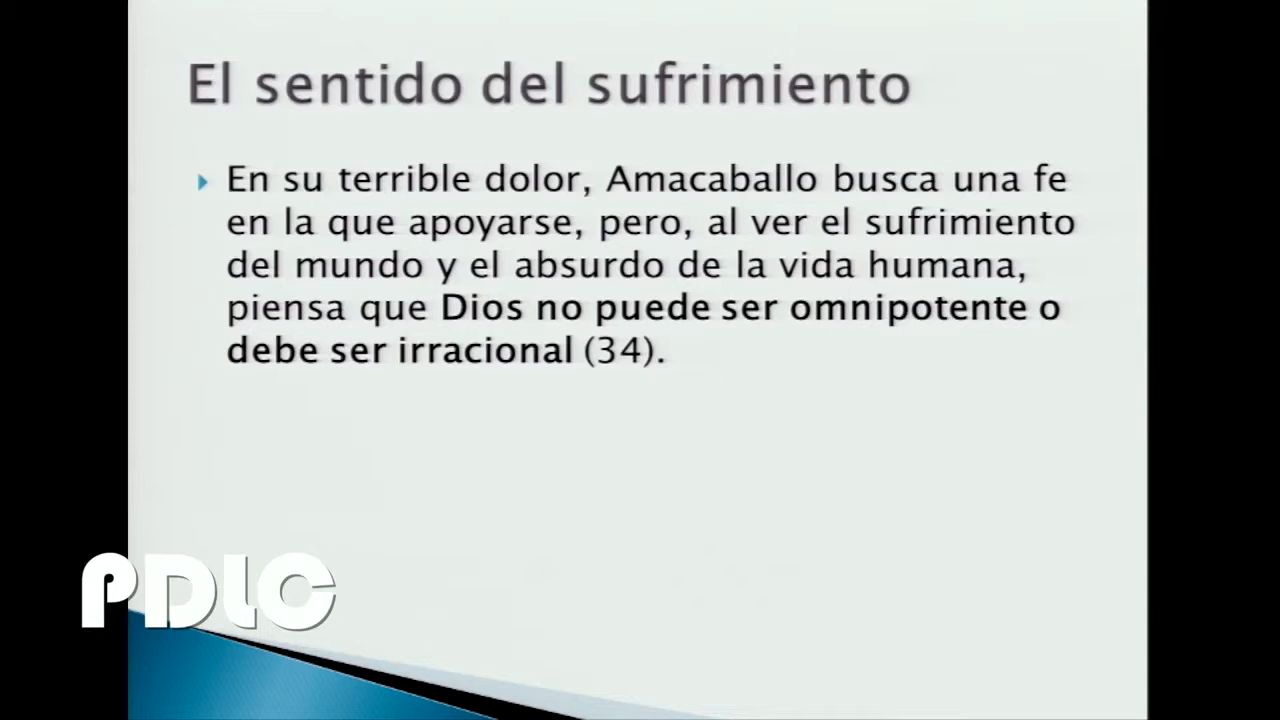 El sentido del sufrimiento
En su terrible dolor, Amacaballo busca una fe
en la que apoyarse, pero, al ver el sufrimiento
del mundo y el absurdo de la vida humana,
piensa que Dios no puede ser omnipotente o
debe ser irracional (34).
PDLC